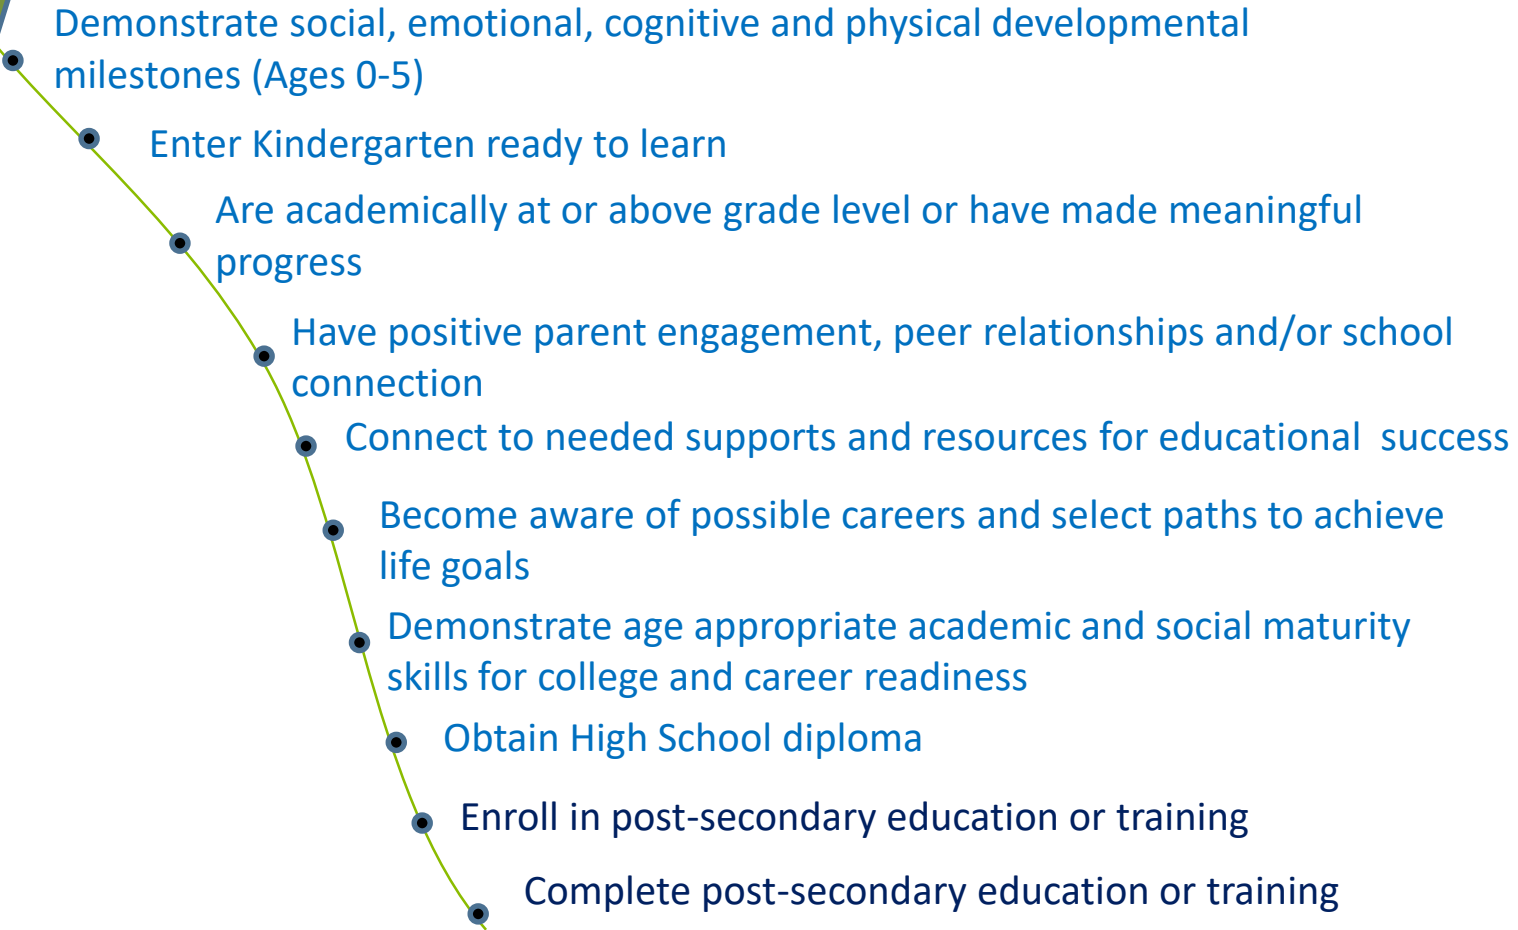 Demonstrate social, emotional, cognitive and physical developmental
milestones (Ages 0-5)
Enter Kindergarten ready to learn
Are academically at or above grade level or have made meaningful
progress
Have positive parent engagement, peer relationships and/or school
connection
Connect to needed supports and resources for educational  success
Become aware of possible careers and select paths to achieve
life goals
Demonstrate age appropriate academic and social maturity
skills for college and career readiness
Obtain High School diploma
Enroll in post-secondary education or training
Complete post-secondary education or training